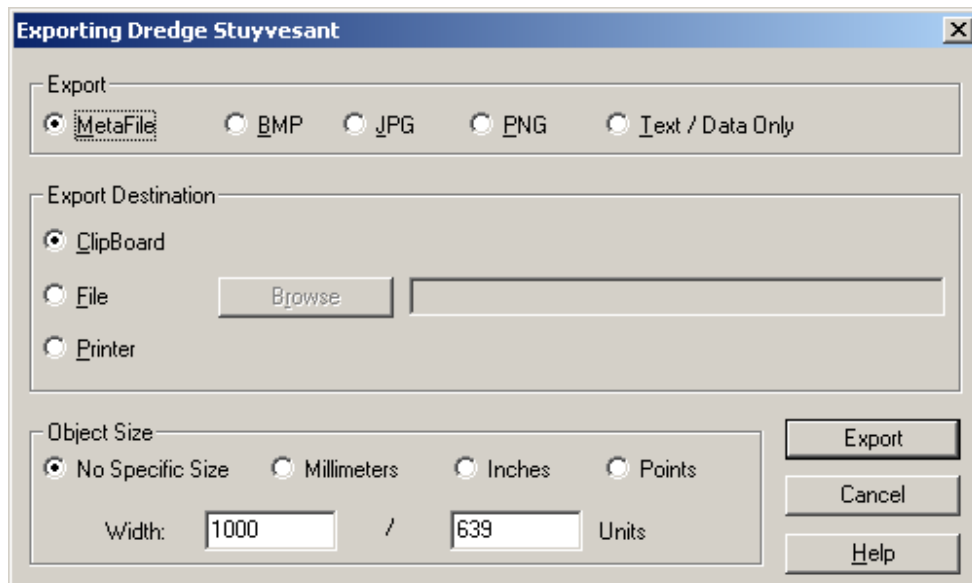 Exporting Dredge Stuyvesant
Export
MetaFile BMP JPG PNG Text / Data Only
Export Destination
ClipBoard
File Browse
Printer
Object Size
No Specific Size Millimeters Inches Points
Width: 1000 / 639 Units
Export
Cancel
Help